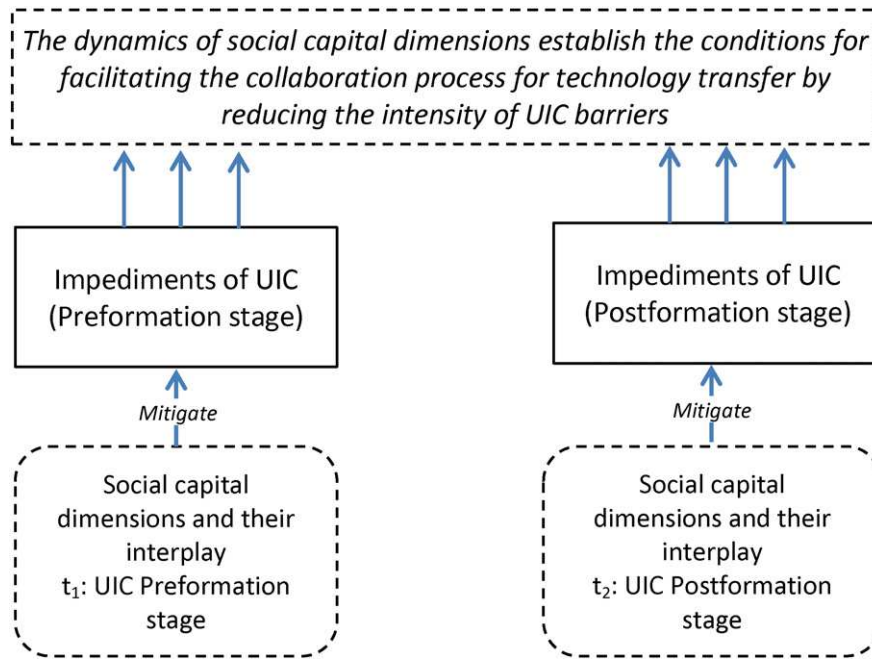 The dynamics of social capital dimensions establish the conditions for
facilitating the collaboration process for technology transfer by
reducing the intensity of UIC barriers
Impediments of UIC
(Preformation stage)
Impediments of UIC
(Postformation stage)
Mitigate
Mitigate
Social capital
dimensions and their
interplay
t₁: UIC Preformation
stage
Social capital
dimensions and their
interplay
t₂: UIC Postformation
stage